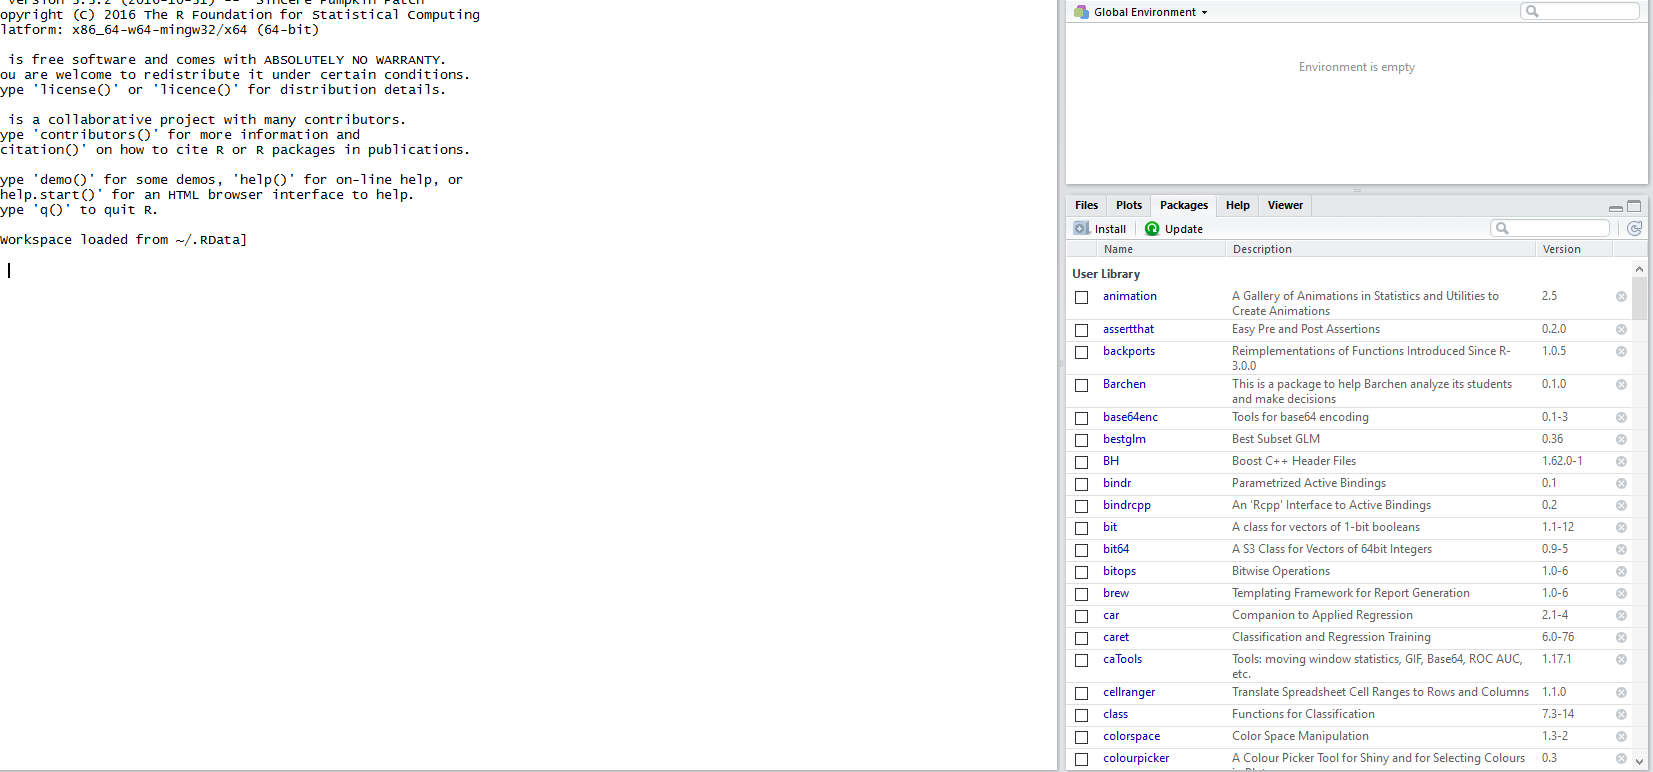 version 3.3.2 (2016-10-31) -- "Sincere Pumpkin Patch"
opyright (C) 2016 The R Foundation for Statistical Computing
latform: x86_64-w64-mingw32/x64 (64-bit)
is free software and comes with ABSOLUTELY NO WARRANTY.
ou are welcome to redistribute it under certain conditions.
ype 'license()' or 'licence()' for distribution details.
is a collaborative project with many contributors.
ype 'contributors()' for more information and
citation()' on how to cite R or R packages in publications.
ype 'demo()' for some demos, 'help()' for on-line help, or
help.start()' for an HTML browser interface to help.
ype 'q()' to quit R.
Workspace loaded from ~/.RData]
Global Environment
Environment is empty
Files Plots Packages Help Viewer
Install Update
Name Description Version
User Library
animation A Gallery of Animations in Statistics and Utilities to 2.5
Create Animations
assertthat Easy Pre and Post Assertions 0.2.0
backports Reimplementations of Functions Introduced Since R- 1.0.5
3.0.0
Barchen This is a package to help Barchen analyze its students 0.1.0
and make decisions
base64enc Tools for base64 encoding 0.1-3
bestglm Best Subset GLM 0.36
BH Boost C++ Header Files 1.62.0-1
bindr Parametrized Active Bindings 0.1
bindrcpp An 'Rcpp' Interface to Active Bindings 0.2
bit A class for vectors of 1-bit booleans 1.1-12
bit64 A S3 Class for Vectors of 64bit Integers 0.9-5
bitops Bitwise Operations 1.0-6
brew Templating Framework for Report Generation 1.0-6
car Companion to Applied Regression 2.1-4
caret Classification and Regression Training 6.0-76
caTools Tools: moving window statistics, GIF, Base64, ROC AUC, 1.17.1
etc.
cellranger Translate Spreadsheet Cell Ranges to Rows and Columns 1.1.0
class Functions for Classification 7.3-14
colorspace Color Space Manipulation 1.3-2
colourpicker A Colour Picker Tool for Shiny and for Selecting Colours 0.3